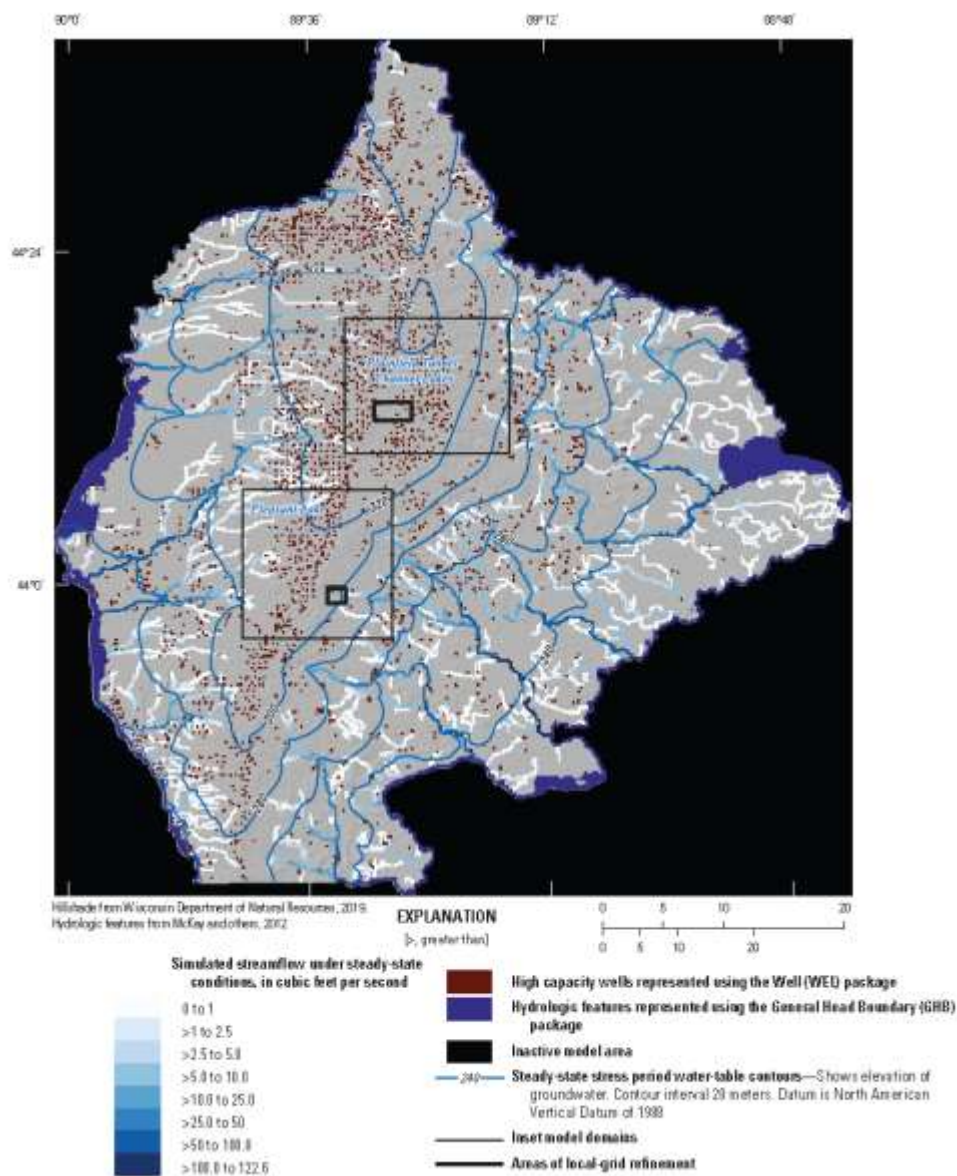 90°0'
89°36'
89°12'
88°48'
44°24'
44°0'
Pleasant Lake
Hillshade from Wisconsin Department of Natural Resources, 2019.
Hydrologic features from McKay and others, 2012
EXPLANATION
[>, greater than]
0 5 10 20
0 5 10 20
Simulated streamflow under steady-state
conditions, in cubic feet per second
0 to 1
>1 to 2.5
>2.5 to 5.0
>5.0 to 10.0
>10.0 to 25.0
>25.0 to 50
>50 to 100.0
>100.0 to 122.6
High capacity wells represented using the Well (WEL) package
Hydrologic features represented using the General Head Boundary (GHB)
package
Inactive model area
240
Steady-state stress period water-table contours—Shows elevation of
groundwater. Contour interval 20 meters. Datum is North American
Vertical Datum of 1988
Inset model domains
Areas of local-grid refinement